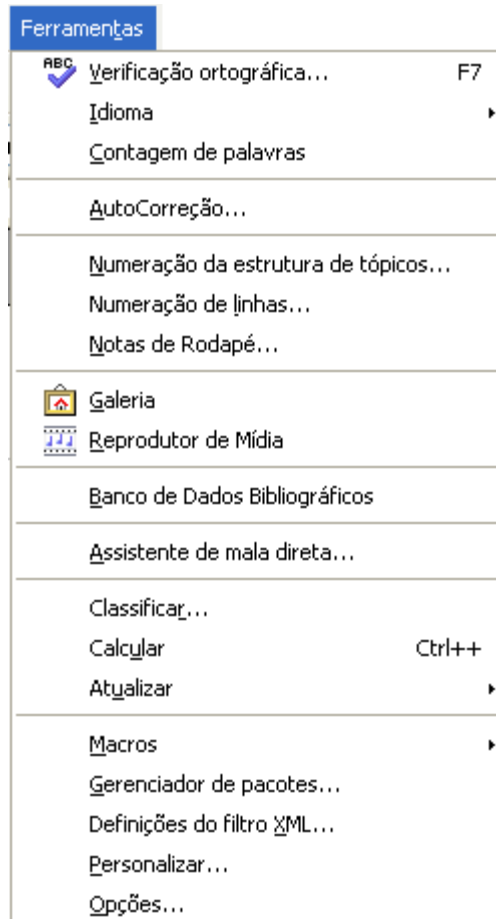 Ferramentas
ABC Verificação ortográfica... F7
Idioma
Contagem de palavras
AutoCorreção...
Numeração da estrutura de tópicos...
Numeração de linhas...
Notas de Rodapé...
Galeria
Reprodutor de Mídia
Banco de Dados Bibliográficos
Assistente de mala direta...
Classificar...
Calcular Ctrl++
Atualizar
Macros
Gerenciador de pacotes...
Definições do filtro XML...
Personalizar...
Opções...